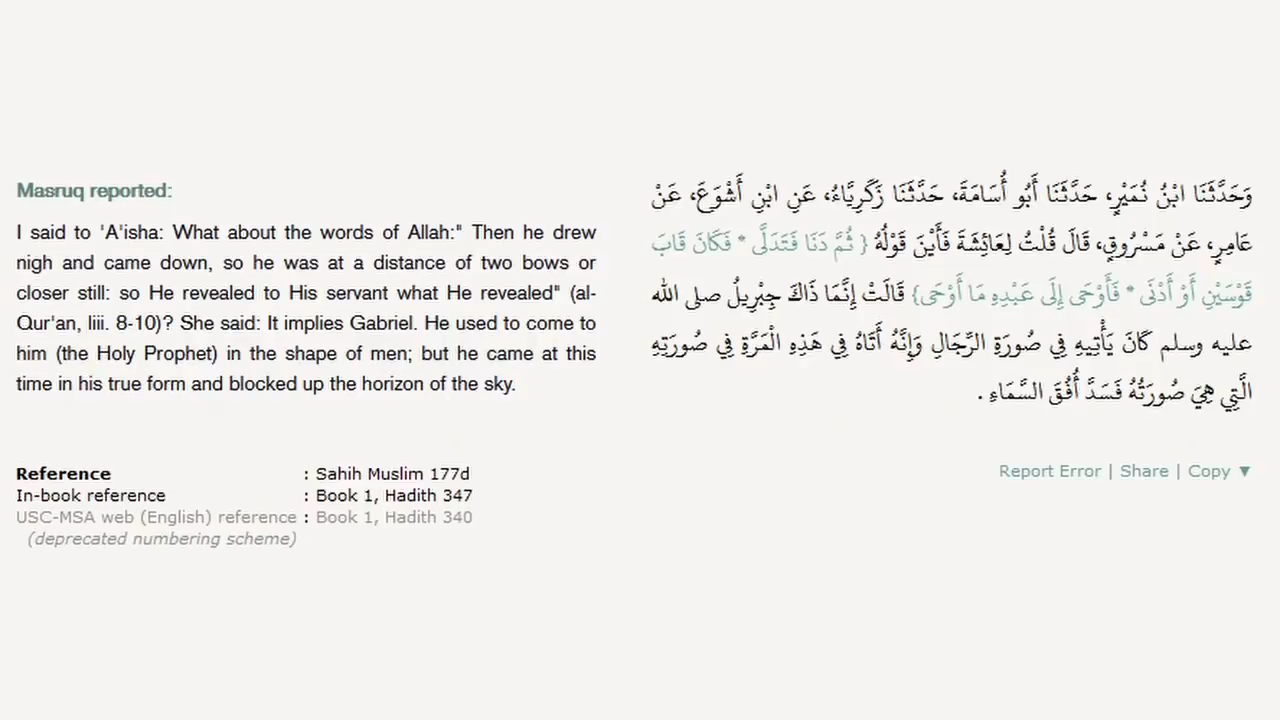 Masruq reported:
I said to 'A'isha: What about the words of Allah:" Then he drew
nigh and came down, so he was at a distance of two bows or
closer still: so He revealed to His servant what He revealed" (al-
Qur'an, liii. 8-10)? She said: It implies Gabriel. He used to come to
him (the Holy Prophet) in the shape of men; but he came at this
time in his true form and blocked up the horizon of the sky.
وَحَدَّثَنَا ابْنُ نُمَيْرٍ، حَدَّثَنَا أَبُو أُسَامَةَ، حَدَّثَنَا زَكَرِيَّاءُ، عَنِ ابْنِ أَشْوَعَ، عَنْ
عَامِرٍ، عَنْ مَسْرُوقٍ، قَالَ قُلْتُ لِعَائِشَةَ فَأَيْنَ قَوْلُهُ { ثُمَّ دَنَا فَتَدَلَّى * فَكَانَ قَابَ
قَوْسَيْنِ أَوْ أَدْنَى * فَأَوْحَى إِلَى عَبْدِهِ مَا أَوْحَى} قَالَتْ إِنَّمَا ذَاكَ جِبْرِيلُ صلى الله
عليه وسلم كَانَ يَأْتِيهِ فِي صُورَةِ الرِّجَالِ وَإِنَّهُ أَتَاهُ فِي هَذِهِ الْمَرَّةِ فِي صُورَتِهِ
الَّتِي هِيَ صُورَتُهُ فَسَدَّ أُفُقَ السَّمَاءِ .
Reference : Sahih Muslim 177d
In-book reference : Book 1, Hadith 347
USC-MSA web (English) reference : Book 1, Hadith 340
(deprecated numbering scheme)
Report Error | Share | Copy ▼